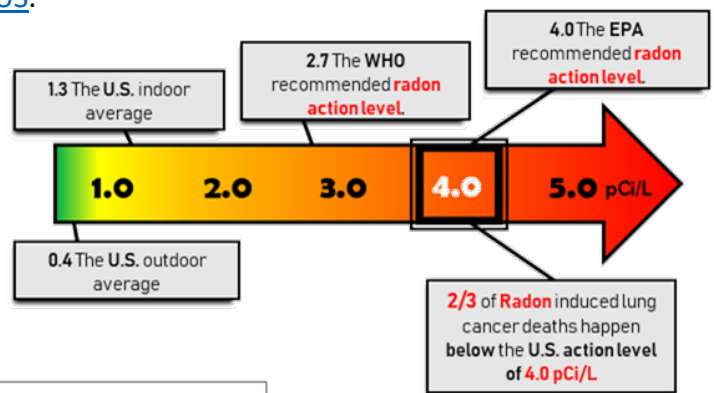 us.
4.0 The EPA
recommended radon
action level.
2.7 The WHO
recommended radon
action level.
1.3 The U.S. indoor
average
1.0 2.0 3.0 4.0 5.0 pCi/L
0.4 The U.S. outdoor
average
2/3 of Radon induced lung
cancer deaths happen
below the U.S. action level
of 4.0 pCi/L